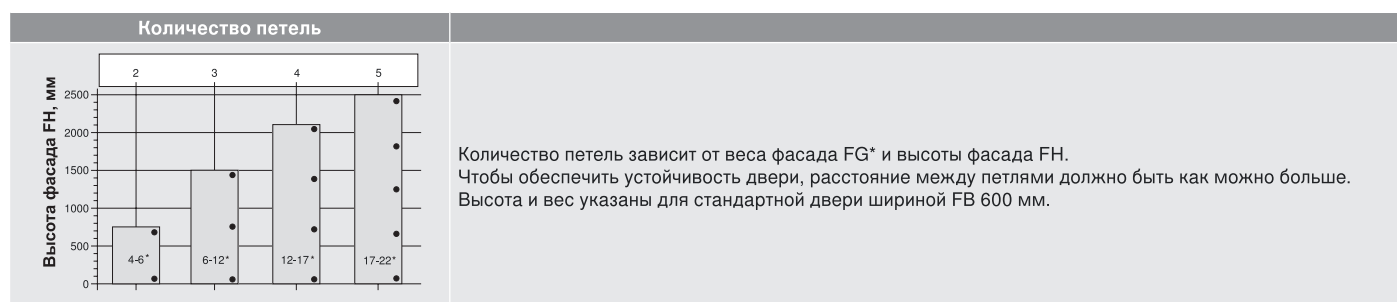 Количество петель
2 3 4 5
Высота фасада FH, мм
2500
2000
1500
1000
500
0
4-6* 6-12* 12-17* 17-22*
Количество петель зависит от веса фасада FG* и высоты фасада FH.
Чтобы обеспечить устойчивость двери, расстояние между петлями должно быть как можно больше.
Высота и вес указаны для стандартной двери шириной FB 600 мм.